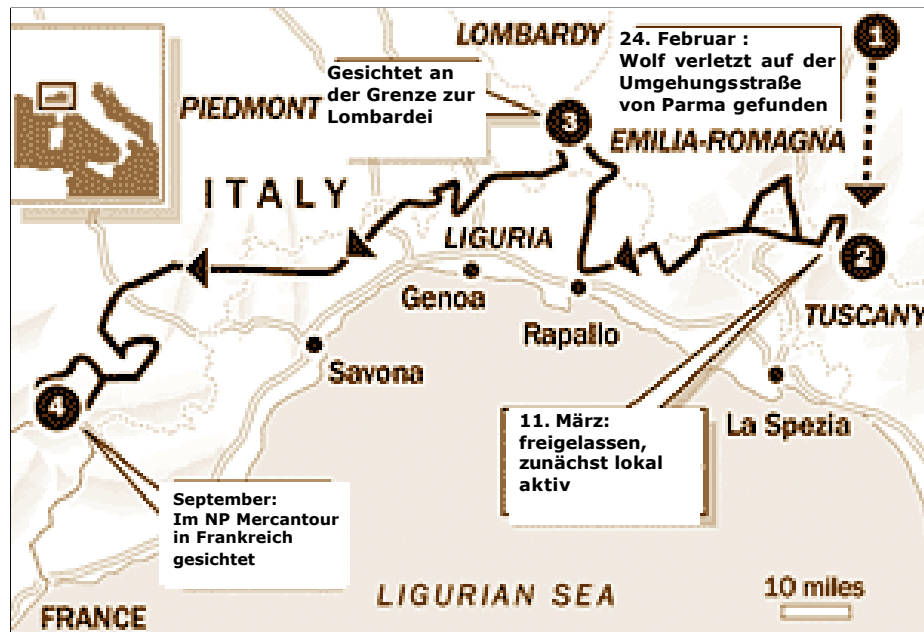 LOMBARDY
24. Februar :
Wolf verletzt auf der
Umgehungsstraße
von Parma gefunden
1
Gesichtet an
der Grenze zur
Lombardei
PIEDMONT
3
EMILIA-ROMAGNA
ITALY
LIGURIA
2
Genoa
Rapallo
TUSCANY
Savona
4
La Spezia
11. März:
freigelassen,
zunächst lokal
aktiv
September:
Im NP Mercantour
in Frankreich
gesichtet
LIGURIAN SEA
10 miles
FRANCE